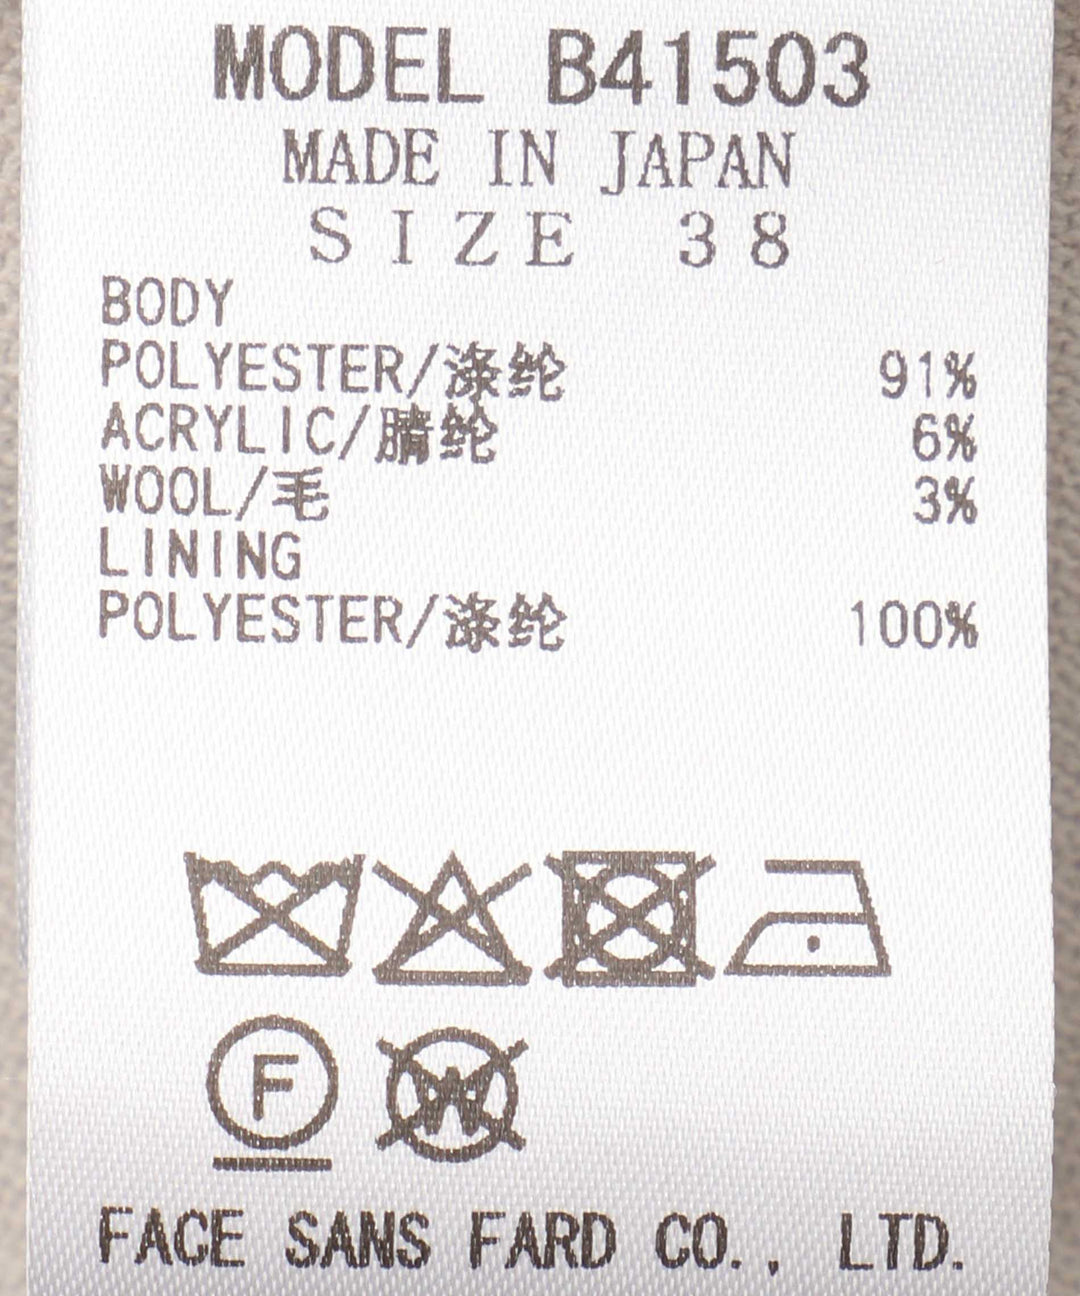 MODEL B41503
MADE IN JAPAN
SIZE 38
BODY
POLYESTER/涤纶 91%
ACRYLIC/腈纶 6%
WOOL/毛 3%
LINING
POLYESTER/涤纶 100%
F
W
FACE SANS FARD CO., LTD.